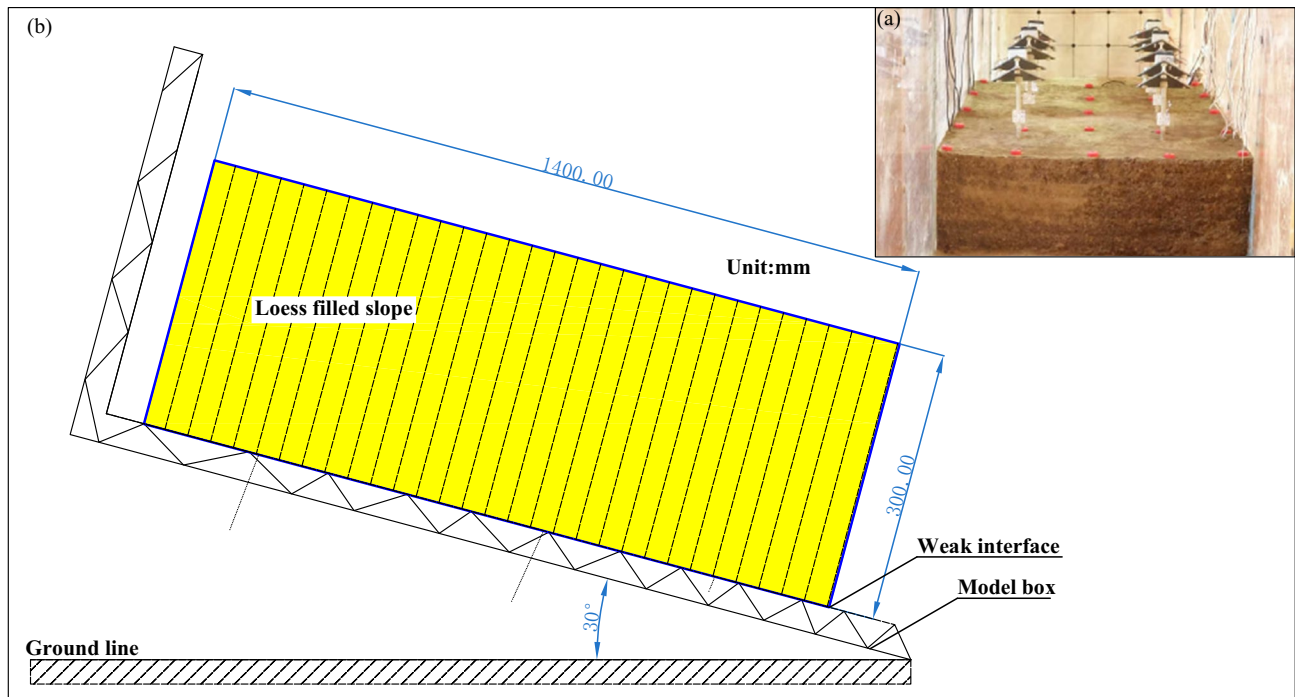 (b)
(a)
1400.00
Unit:mm
Loess filled slope
300.00
Weak interface
Model box
30°
Ground line